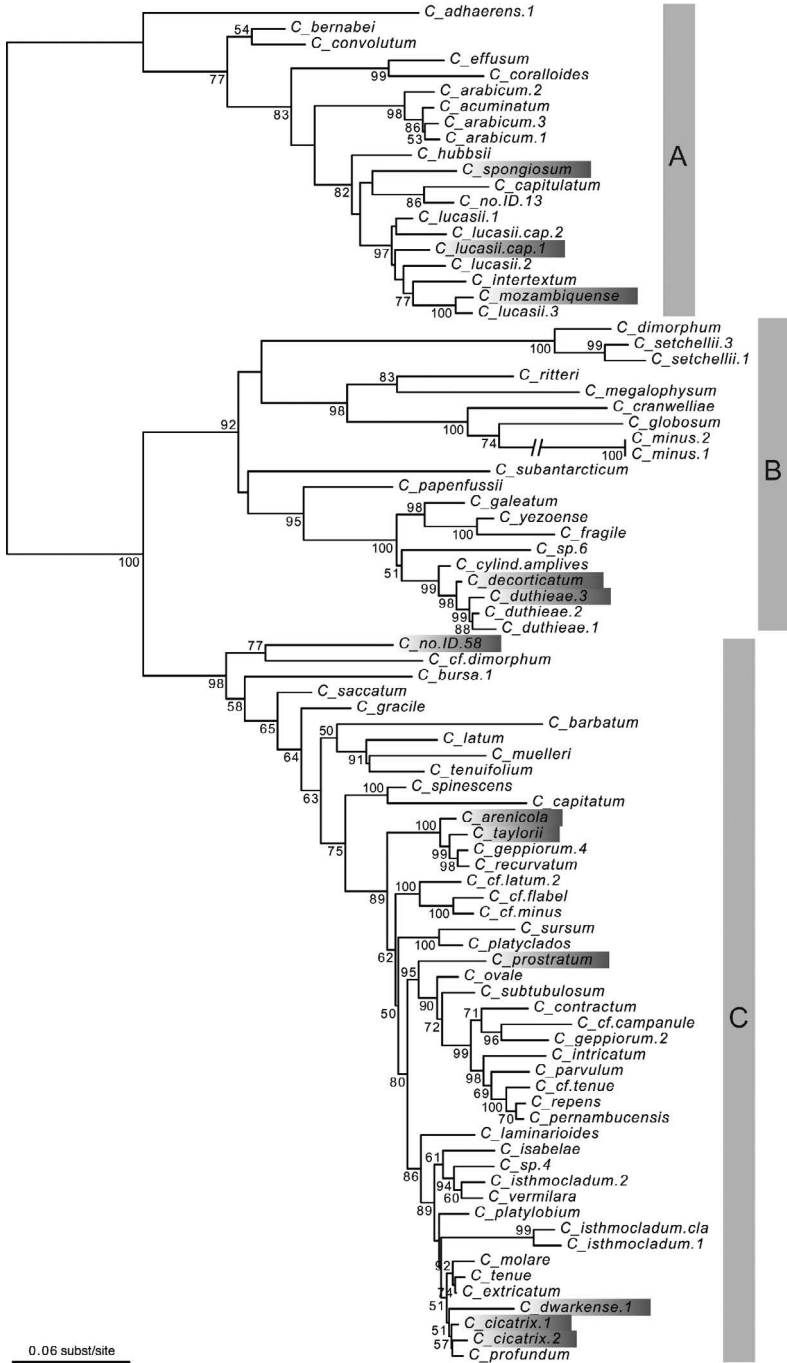 C_adhaerens.1
C_bernabei
54
C_convolutum
77
C_effusum
99
C_coralloides
83
C_arabicum.2
C_acuminatum
98
C_arabicum.3
86
C_arabicum.1
53
A
C_hubbsii
C_spongiosum
82
C_capitulatum
86
C_no.ID.13
C_lucasii.1
C_lucasii.cap.2
97
C_lucasii.cap.1
C_lucasii.2
C_intertextum
77
C_mozambiquense
100
C_lucasii.3
C_dimorphum
100
99
C_setchellii.3
C_setchellii.1
83
C_ritteri
C_megalophysum
98
C_cranwelliae
92
100
C_globosum
74
C_minus.2
100
C_minus.1
C_subantarcticum
B
C_papenfussii
95
98
C_galeatum
C_yezoense
100
C_fragile
100
C_sp.6
51
C_cylind.amplives
99
C_decorticatum
98
C_duthieae.3
99
C_duthieae.2
88
C_duthieae.1
100
77
C_no.ID.58
C_cf.dimorphum
98
C_bursa.1
58
C_saccatum
65
C_gracile
64
50
C_barbatum
C_latum
91
C_muelleri
C_tenuifolium
63
100
C_spinescens
C_capitatum
75
C_arenicola
100
C_taylorii
99
C_geppiorum.4
98
C_recurvatum
89
100
C_cf.latum.2
C_cf.flabel
100
C_cf.minus
C_sursum
100
C_platyclados
62
95
C_prostratum
C
C_ovale
90
C_subtubulosum
50
72
71
C_contractum
C_cf.campanule
96
C_geppiorum.2
99
C_intricatum
98
C_parvulum
80
69
C_cf.tenue
100
C_repens
70
C_pernambucensis
C_laminarioides
61
C_isabelae
86
C_sp.4
94
C_isthmocladum.2
60
C_vermilara
89
C_platylobium
99
C_isthmocladum.cla
C_isthmocladum.1
92
C_molare
C_tenue
74
C_extricatum
51
C_dwarkense.1
51
C_cicatrix.1
57
C_cicatrix.2
C_profundum
0.06 subst/site